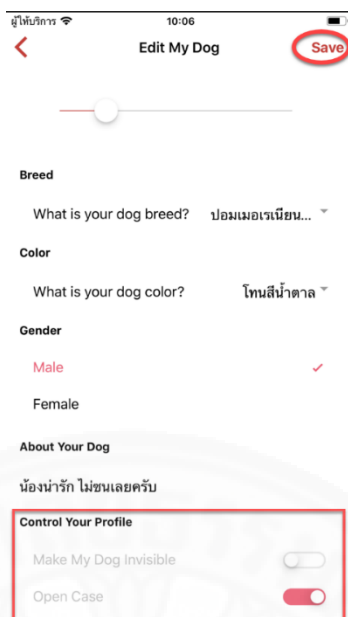 ผู้ให้บริการ 10:06
Edit My Dog Save
Breed
What is your dog breed? ปอมเมอเรเนียน...
Color
What is your dog color? โทนสีน้ำตาล
Gender
Male
Female
About Your Dog
น้องน่ารัก ไม่ซนเลยครับ
Control Your Profile
Make My Dog Invisible
Open Case